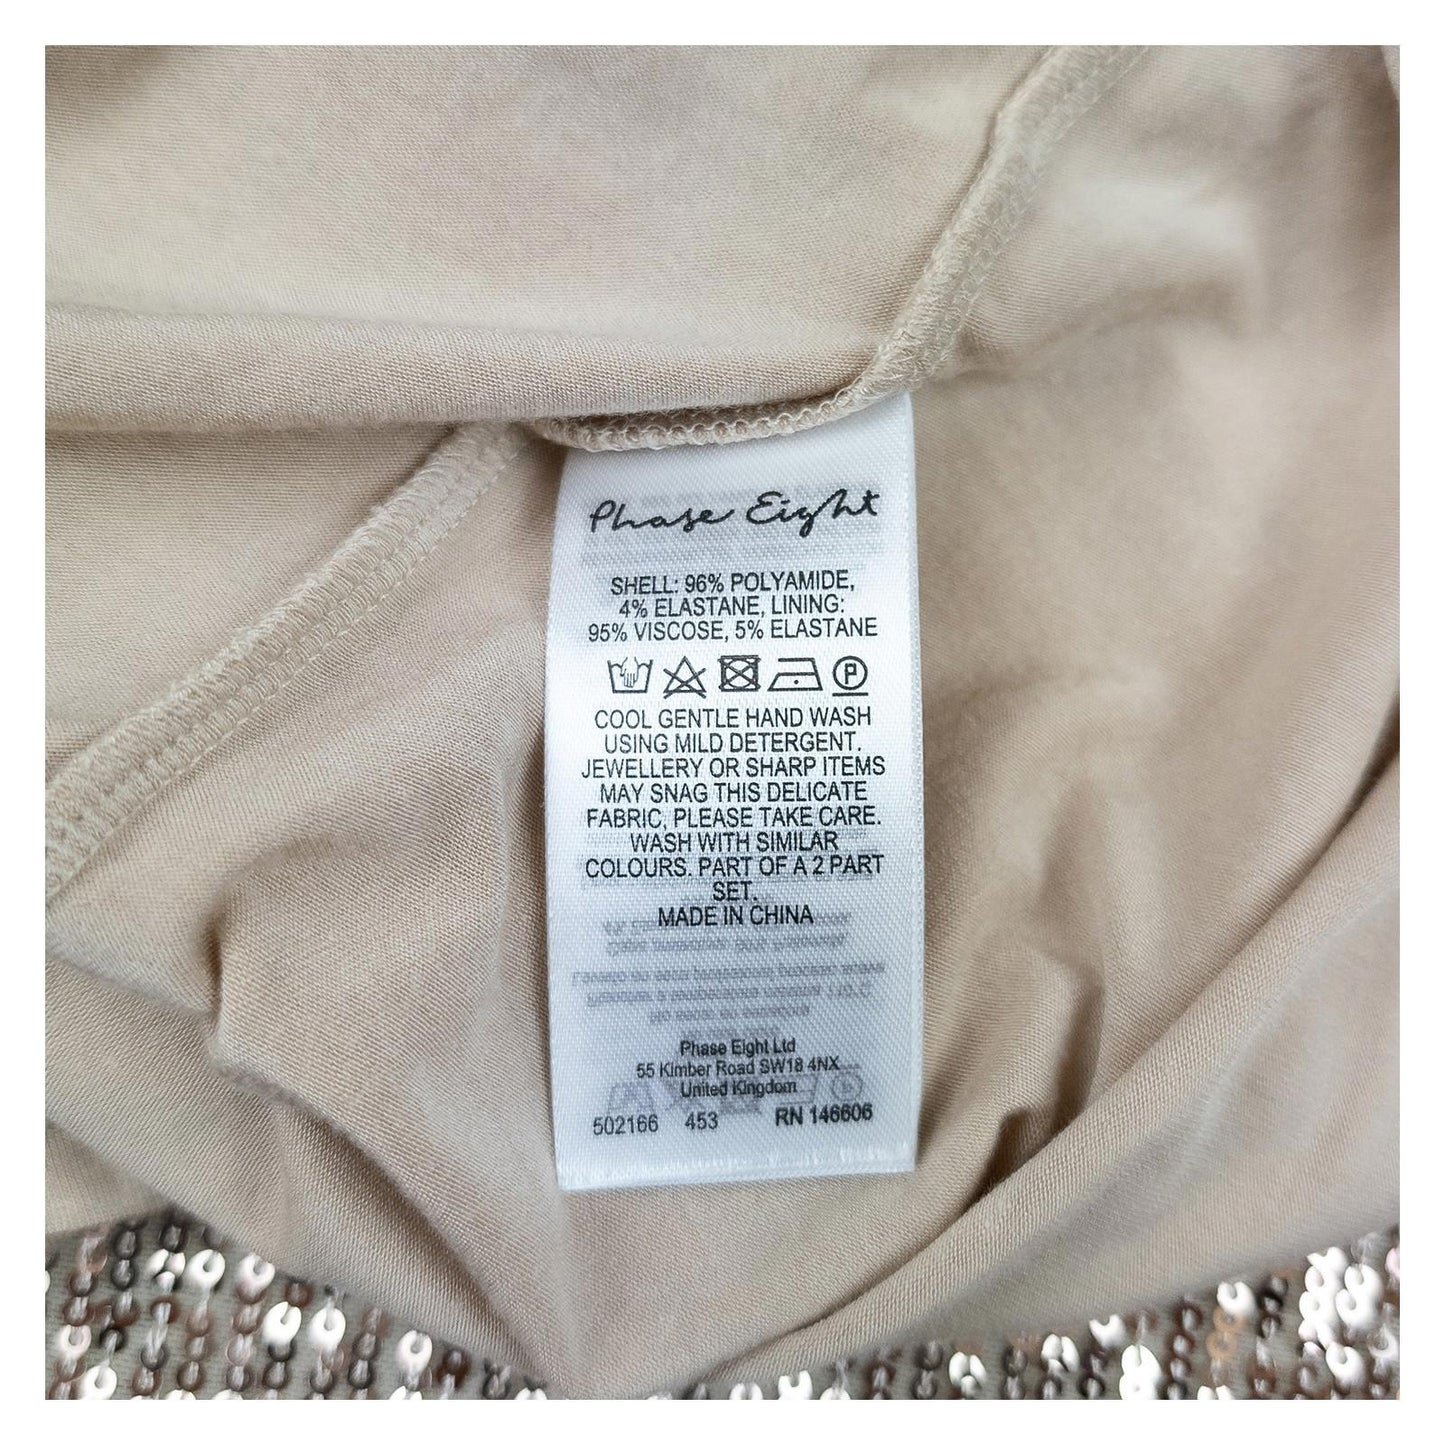 Phase Eight
SHELL: 96% POLYAMIDE,
4% ELASTANE, LINING:
95% VISCOSE, 5% ELASTANE
P
COOL GENTLE HAND WASH
USING MILD DETERGENT.
JEWELLERY OR SHARP ITEMS
MAY SNAG THIS DELICATE
FABRIC, PLEASE TAKE CARE.
WASH WITH SIMILAR
COLOURS. PART OF A 2 PART
SET.
MADE IN CHINA
Phase Eight Ltd
55 Kimber Road SW18 4NX
United Kingdom
502166 453 RN 146606